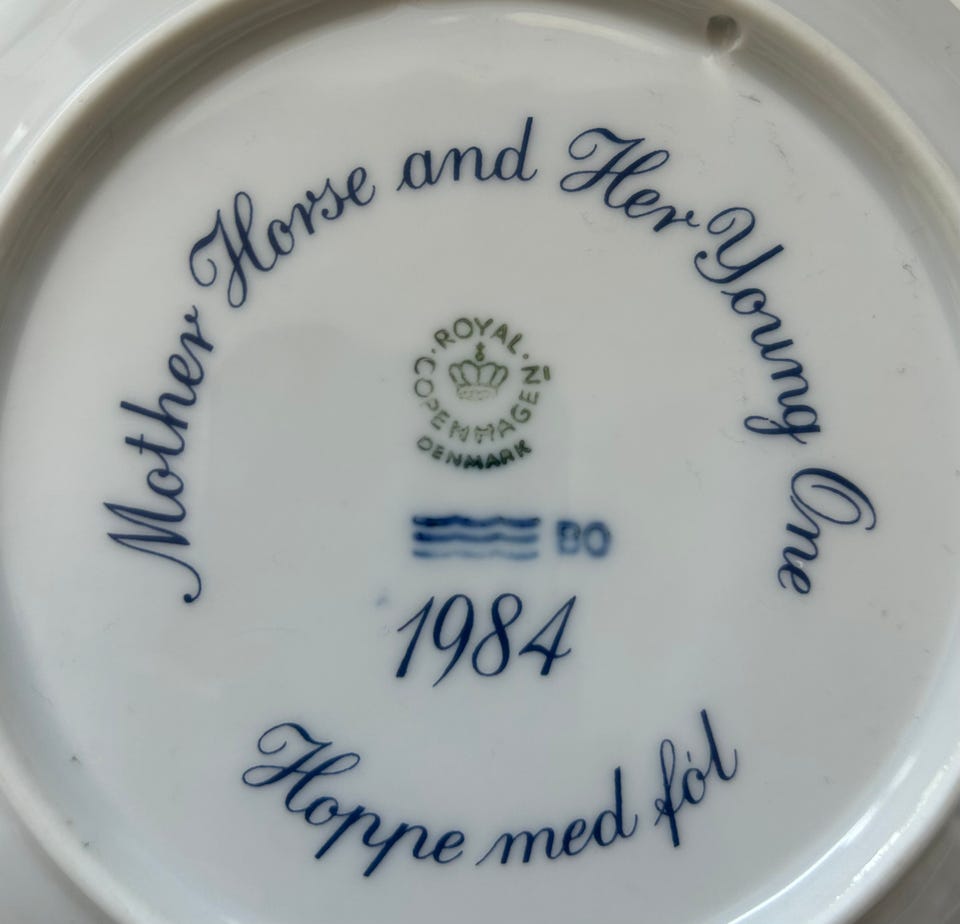 Mother Horse and Her Young One
ROYAL COPENHAGEN
DENMARK
BO
1984
Hoppe med føl